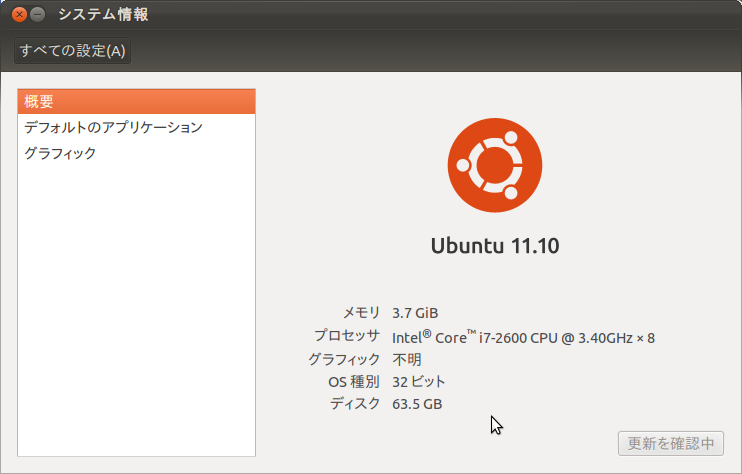 システム情報
すべての設定(A)
概要
デフォルトのアプリケーション
グラフィック
Ubuntu 11.10
メモリ 3.7 GiB
プロセッサ Intel® Core™ i7-2600 CPU @ 3.40GHz × 8
グラフィック 不明
OS 種別 32 ビット
ディスク 63.5 GB
更新を確認中